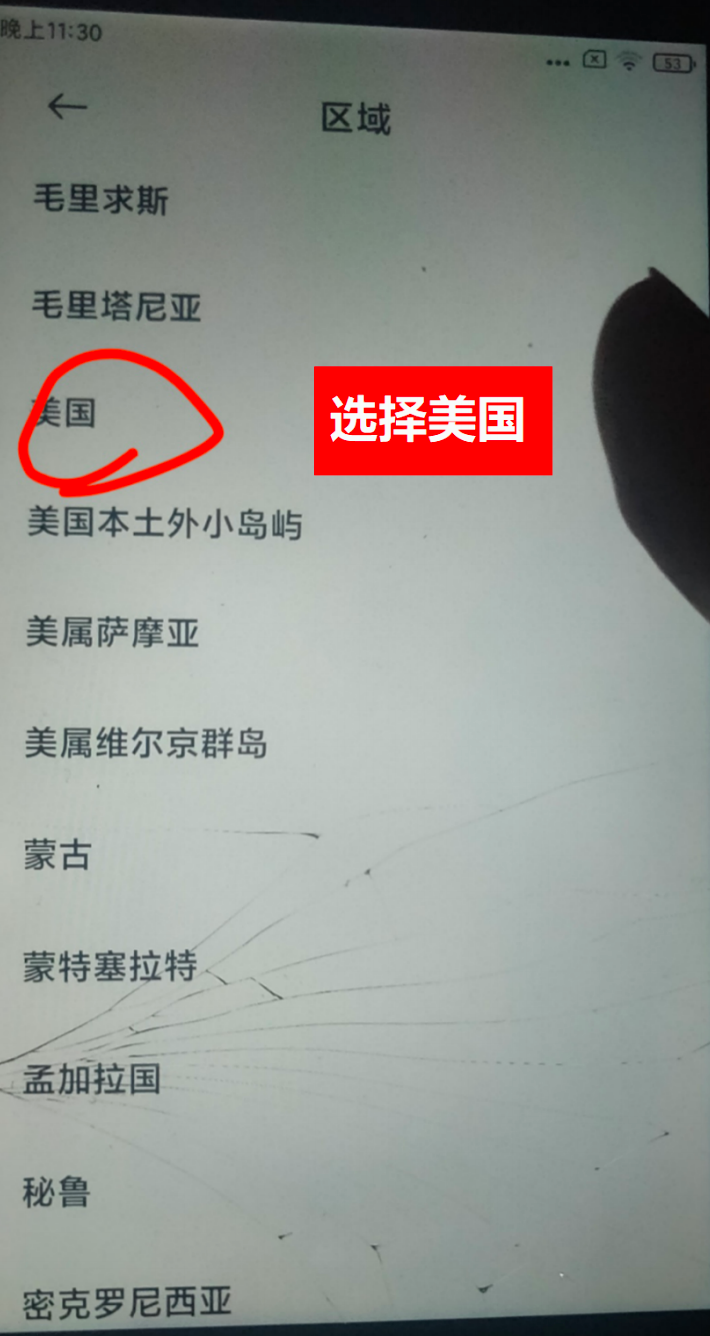 晚上11:30
53
区域
毛里求斯
毛里塔尼亚
美国
选择美国
美国本土外小岛屿
美属萨摩亚
美属维尔京群岛
蒙古
蒙特塞拉特
孟加拉国
秘鲁
密克罗尼西亚